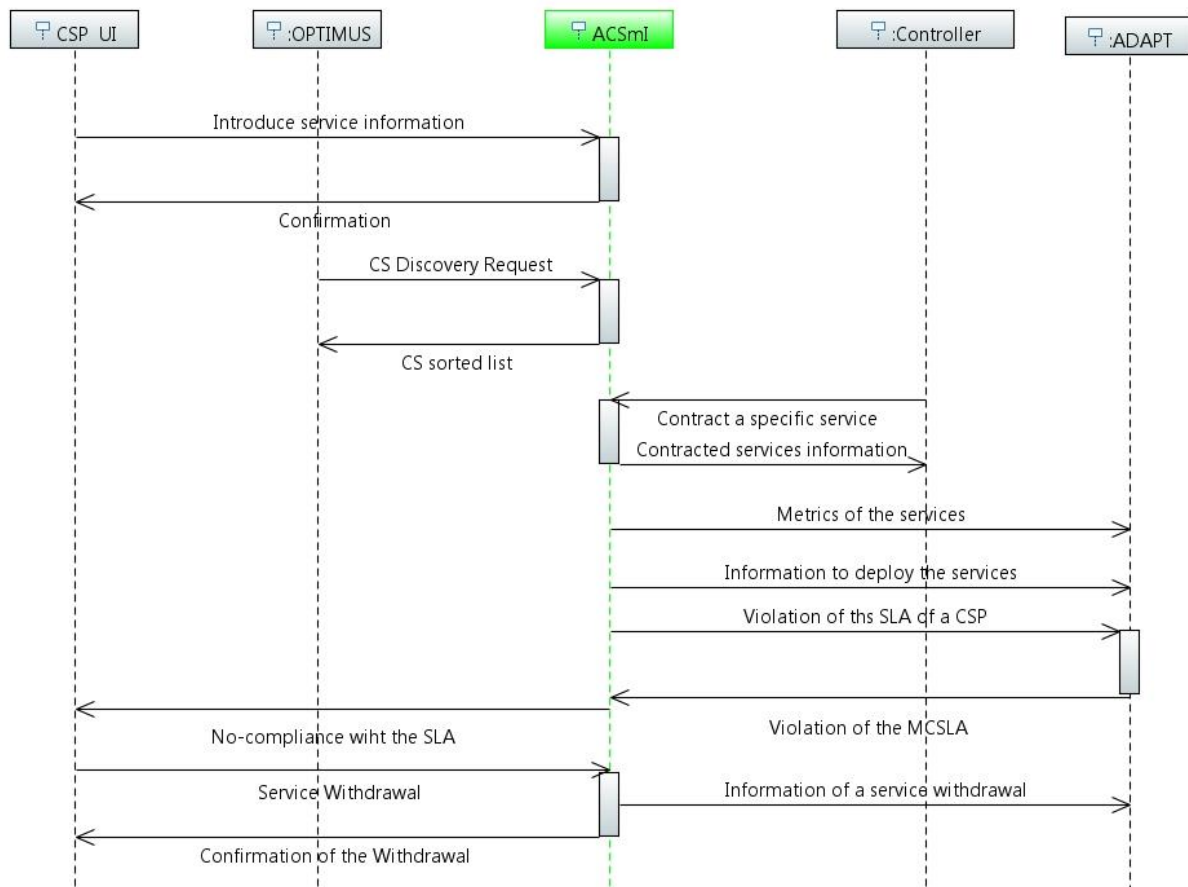 CSP UI
:OPTIMUS
ACSmI
:Controller
:ADAPT
Introduce service information
Confirmation
CS Discovery Request
CS sorted list
Contract a specific service
Contracted services information
Metrics of the services
Information to deploy the services
Violation of ths SLA of a CSP
Violation of the MCSLA
No-compliance wiht the SLA
Service Withdrawal
Information of a service withdrawal
Confirmation of the Withdrawal